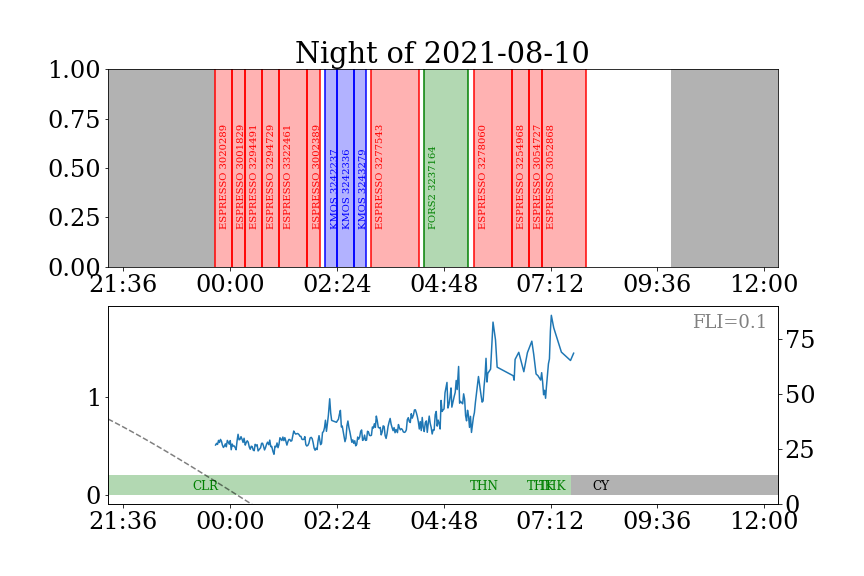 Night of 2021-08-10
1.00
0.75
0.50
0.25
0.00
ESPRESSO 3020289
ESPRESSO 3001829
ESPRESSO 3294491
ESPRESSO 3294729
ESPRESSO 3322461
ESPRESSO 3002389
KMOS 3242237
KMOS 3242336
KMOS 3243279
ESPRESSO 3277543
FORS2 3237164
ESPRESSO 3278060
ESPRESSO 3254968
ESPRESSO 3054727
ESPRESSO 3052868
21:36 00:00 02:24 04:48 07:12 09:36 12:00
FLI=0.1
1
0
75
50
25
0
CLR THN THK THK CY
21:36 00:00 02:24 04:48 07:12 09:36 12:00